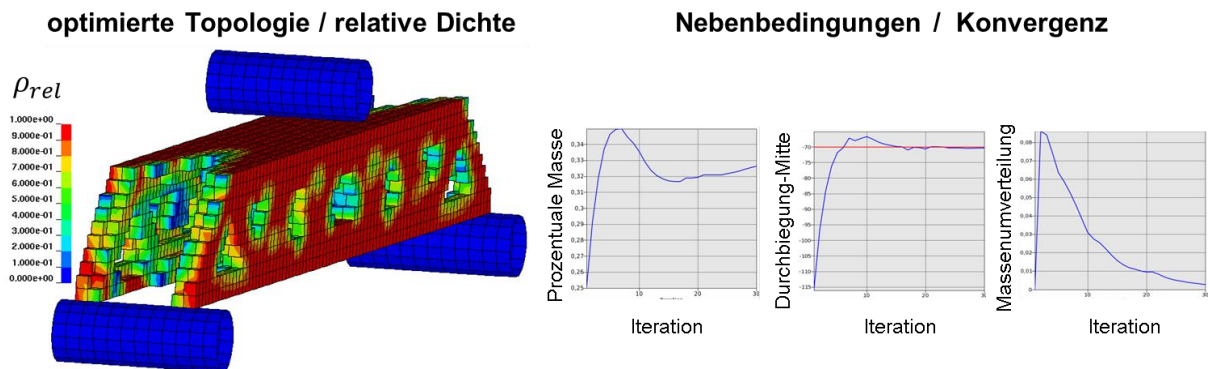 optimierte Topologie / relative Dichte
Nebenbedingungen / Konvergenz
ρrel
1.000e+00
9.000e-01
8.000e-01
7.000e-01
6.000e-01
5.000e-01
4.000e-01
3.000e-01
2.000e-01
1.000e-01
0.000e+00
Prozentuale Masse
0,34
0,33
0,32
0,31
0,3
0,29
0,28
0,27
0,26
0,25
10
20
30
Iteration
Durchbiegung-Mitte
-70
-75
-80
-85
-90
-95
-100
-105
-110
-115
10
20
30
Iteration
Massenumverteilung
0,08
0,07
0,06
0,05
0,04
0,03
0,02
0,01
0
10
20
30
Iteration